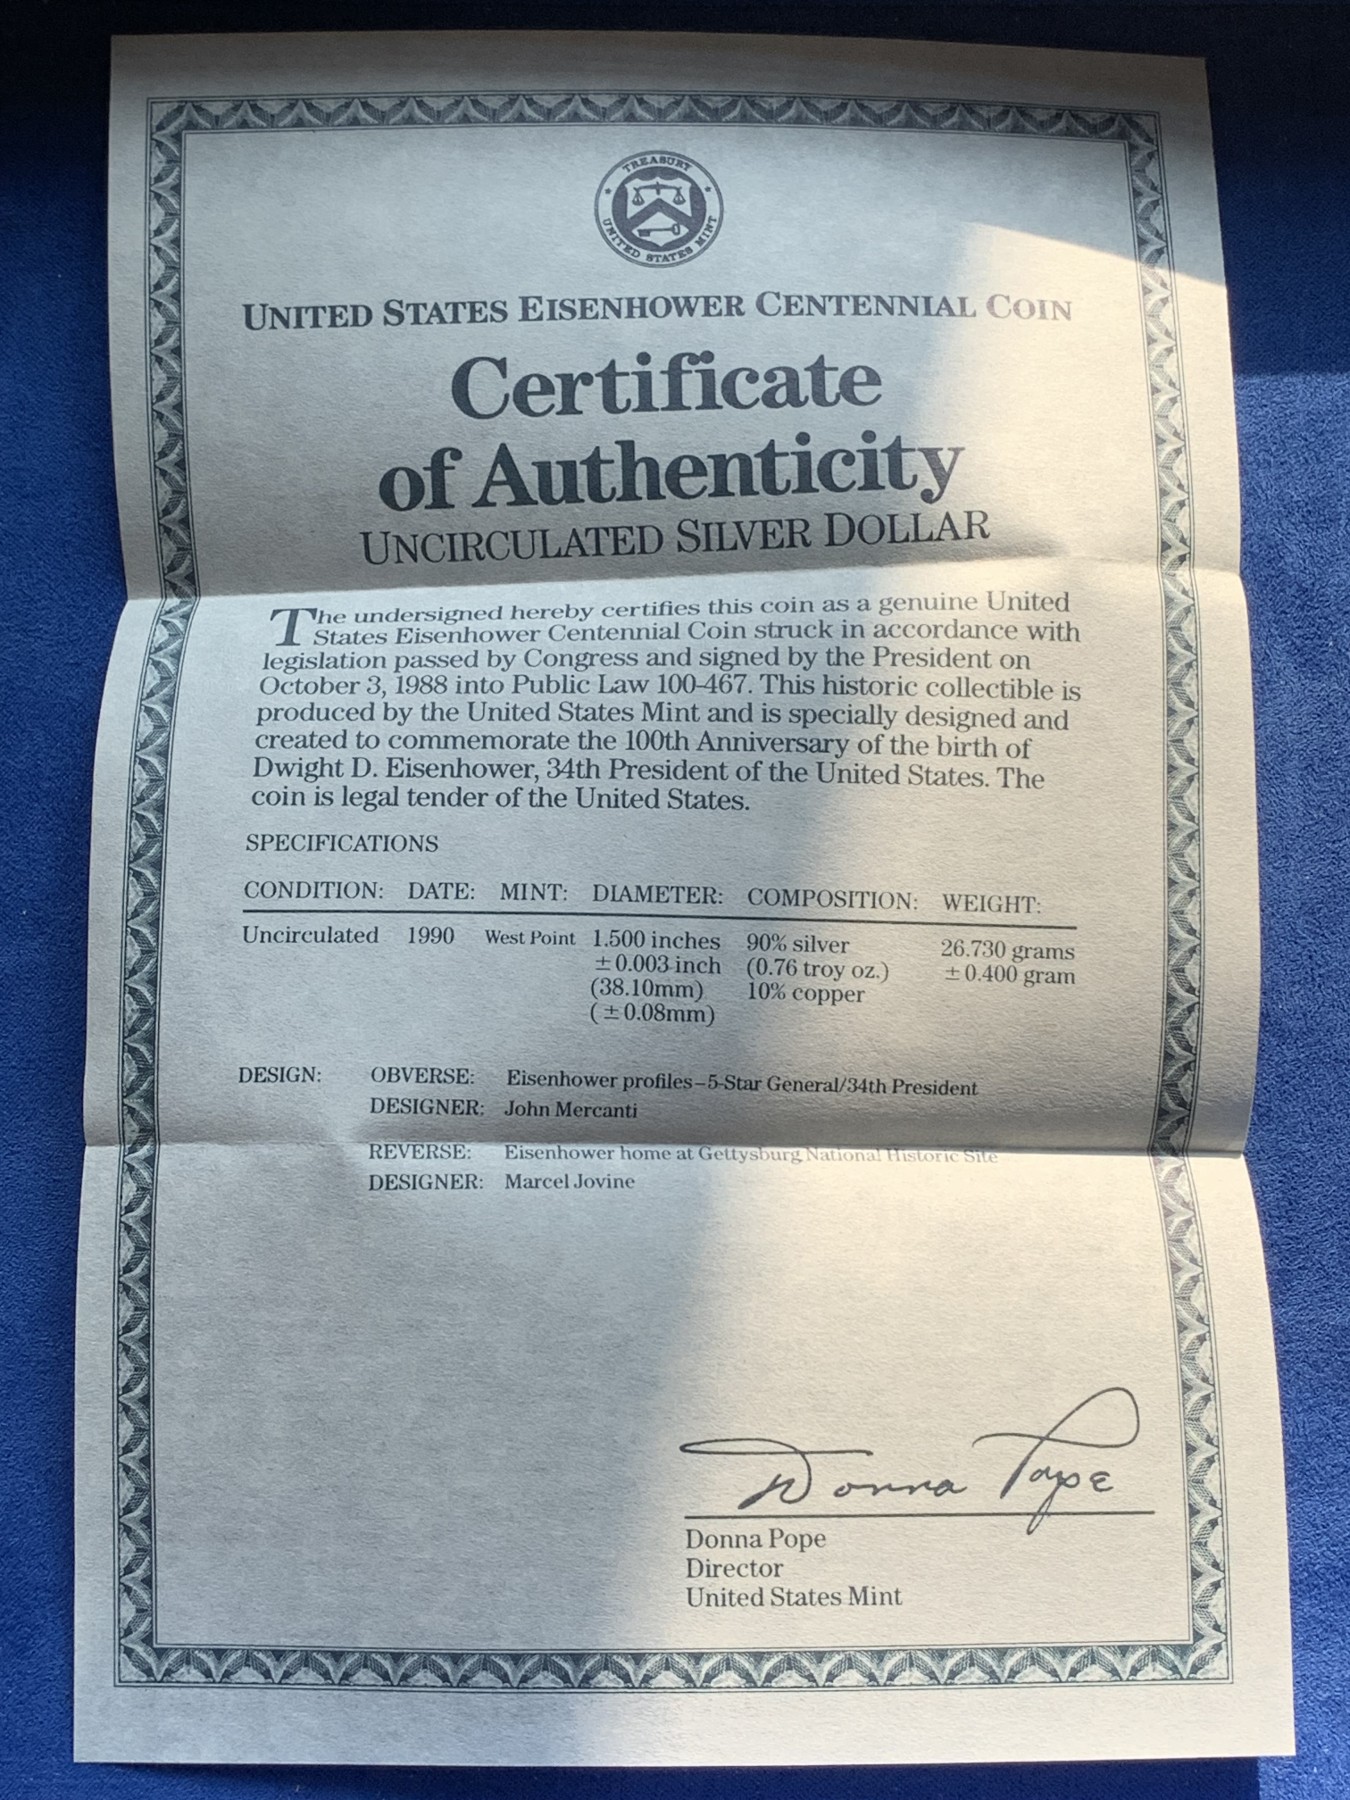 TREASURY
UNITED STATES MINT
UNITED STATES EISENHOWER CENTENNIAL COIN
Certificate
of Authenticity
UNCIRCULATED SILVER DOLLAR
The undersigned hereby certifies this coin as a genuine United
States Eisenhower Centennial Coin struck in accordance with
legislation passed by Congress and signed by the President on
October 3, 1988 into Public Law 100-467. This historic collectible is
produced by the United States Mint and is specially designed and
created to commemorate the 100th Anniversary of the birth of
Dwight D. Eisenhower, 34th President of the United States. The
coin is legal tender of the United States.
SPECIFICATIONS
CONDITION: DATE: MINT: DIAMETER: COMPOSITION: WEIGHT:
Uncirculated 1990 West Point 1.500 inches 90% silver 26.730 grams
±0.003 inch (0.76 troy oz.) ±0.400 gram
(38.10mm) 10% copper
(±0.08mm)
DESIGN: OBVERSE: Eisenhower profiles–5-Star General/34th President
DESIGNER: John Mercanti
REVERSE: Eisenhower home at Gettysburg National Historic Site
DESIGNER: Marcel Jovine
Donna Pope
Donna Pope
Director
United States Mint